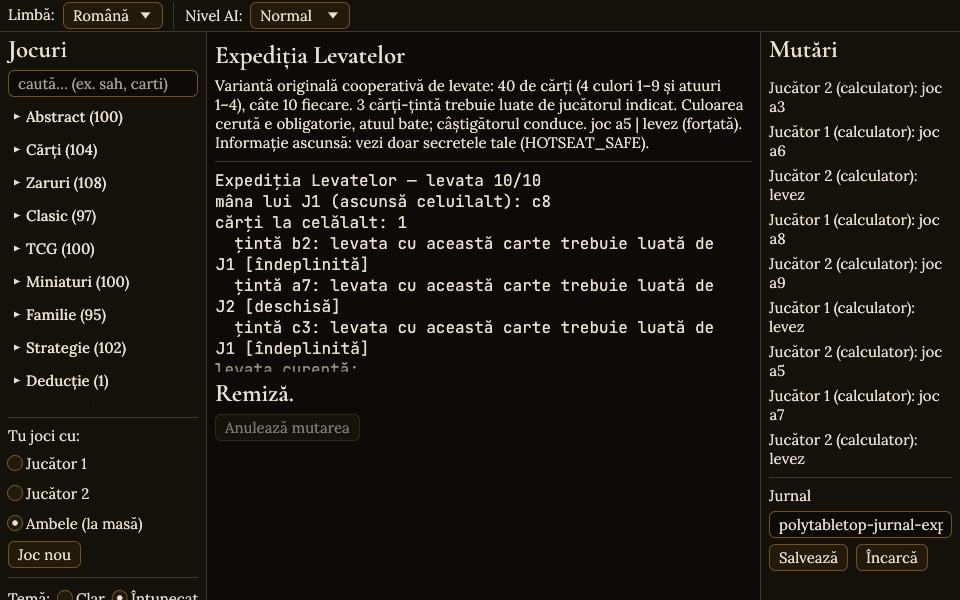 Limbă: Română Nivel AI: Normal
Jocuri
caută... (ex. sah, carti)
Abstract (100)
Cărți (104)
Zaruri (108)
Clasic (97)
TCG (100)
Miniaturi (100)
Familie (95)
Strategie (102)
Deducție (1)
Tu joci cu:
Jucător 1
Jucător 2
Ambele (la masă)
Joc nou
Temă: Clar Întunecat
Expediția Levatelor
Variantă originală cooperativă de levate: 40 de cărți (4 culori 1–9 și atuuri
1–4), câte 10 fiecare. 3 cărți-țintă trebuie luate de jucătorul indicat. Culoarea
cerută e obligatorie, atuul bate; câștigătorul conduce. joc a5 | levez (forțată).
Informație ascunsă: vezi doar secretele tale (HOTSEAT_SAFE).
Expediția Levatelor — levata 10/10
mâna lui J1 (ascunsă celuilalt): c8
cărți la celălalt: 1
țintă b2: levata cu această carte trebuie luată de
J1 [îndeplinită]
țintă a7: levata cu această carte trebuie luată de
J2 [deschisă]
țintă c3: levata cu această carte trebuie luată de
J1 [îndeplinită]
levata curentă:
Remiză.
Anulează mutarea
Mutări
Jucător 2 (calculator): joc
a3
Jucător 1 (calculator): joc
a6
Jucător 2 (calculator):
levez
Jucător 1 (calculator): joc
a8
Jucător 2 (calculator): joc
a9
Jucător 1 (calculator):
levez
Jucător 2 (calculator): joc
a5
Jucător 1 (calculator): joc
a7
Jucător 2 (calculator):
levez
Jurnal
polytabletop-jurnal-exp
Salvează Încarcă